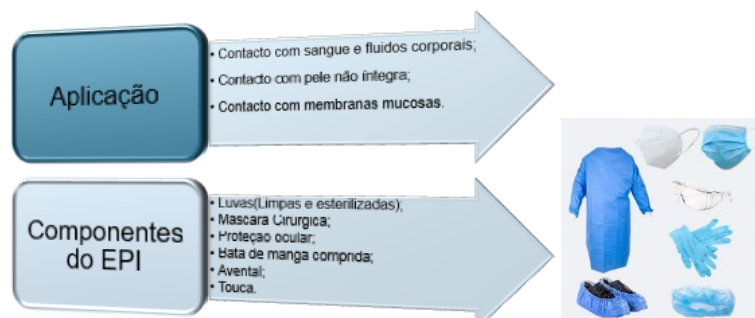 Aplicação
• Contacto com sangue e fluidos corporais;
• Contacto com pele não íntegra;
• Contacto com membranas mucosas.
Componentes
do EPI
• Luvas(Limpas e esterilizadas);
• Mascara Cirurgica;
• Proteção ocular;
• Bata de manga comprida;
• Avental;
• Touca.